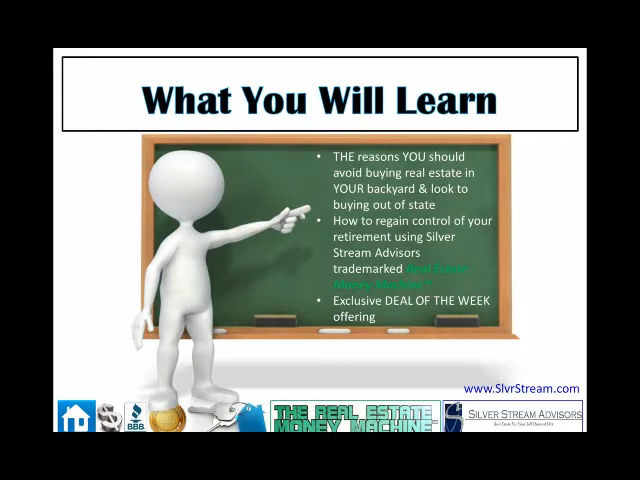 What You Will Learn
• THE reasons YOU should
avoid buying real estate in
YOUR backyard & look to
buying out of state
• How to regain control of your
retirement using Silver
Stream Advisors
trademarked Real Estate
Money Machine™
• Exclusive DEAL OF THE WEEK
offering
www.SlvrStream.com
BBB
THE REAL ESTATE
MONEY MACHINE
SILVER STREAM ADVISORS